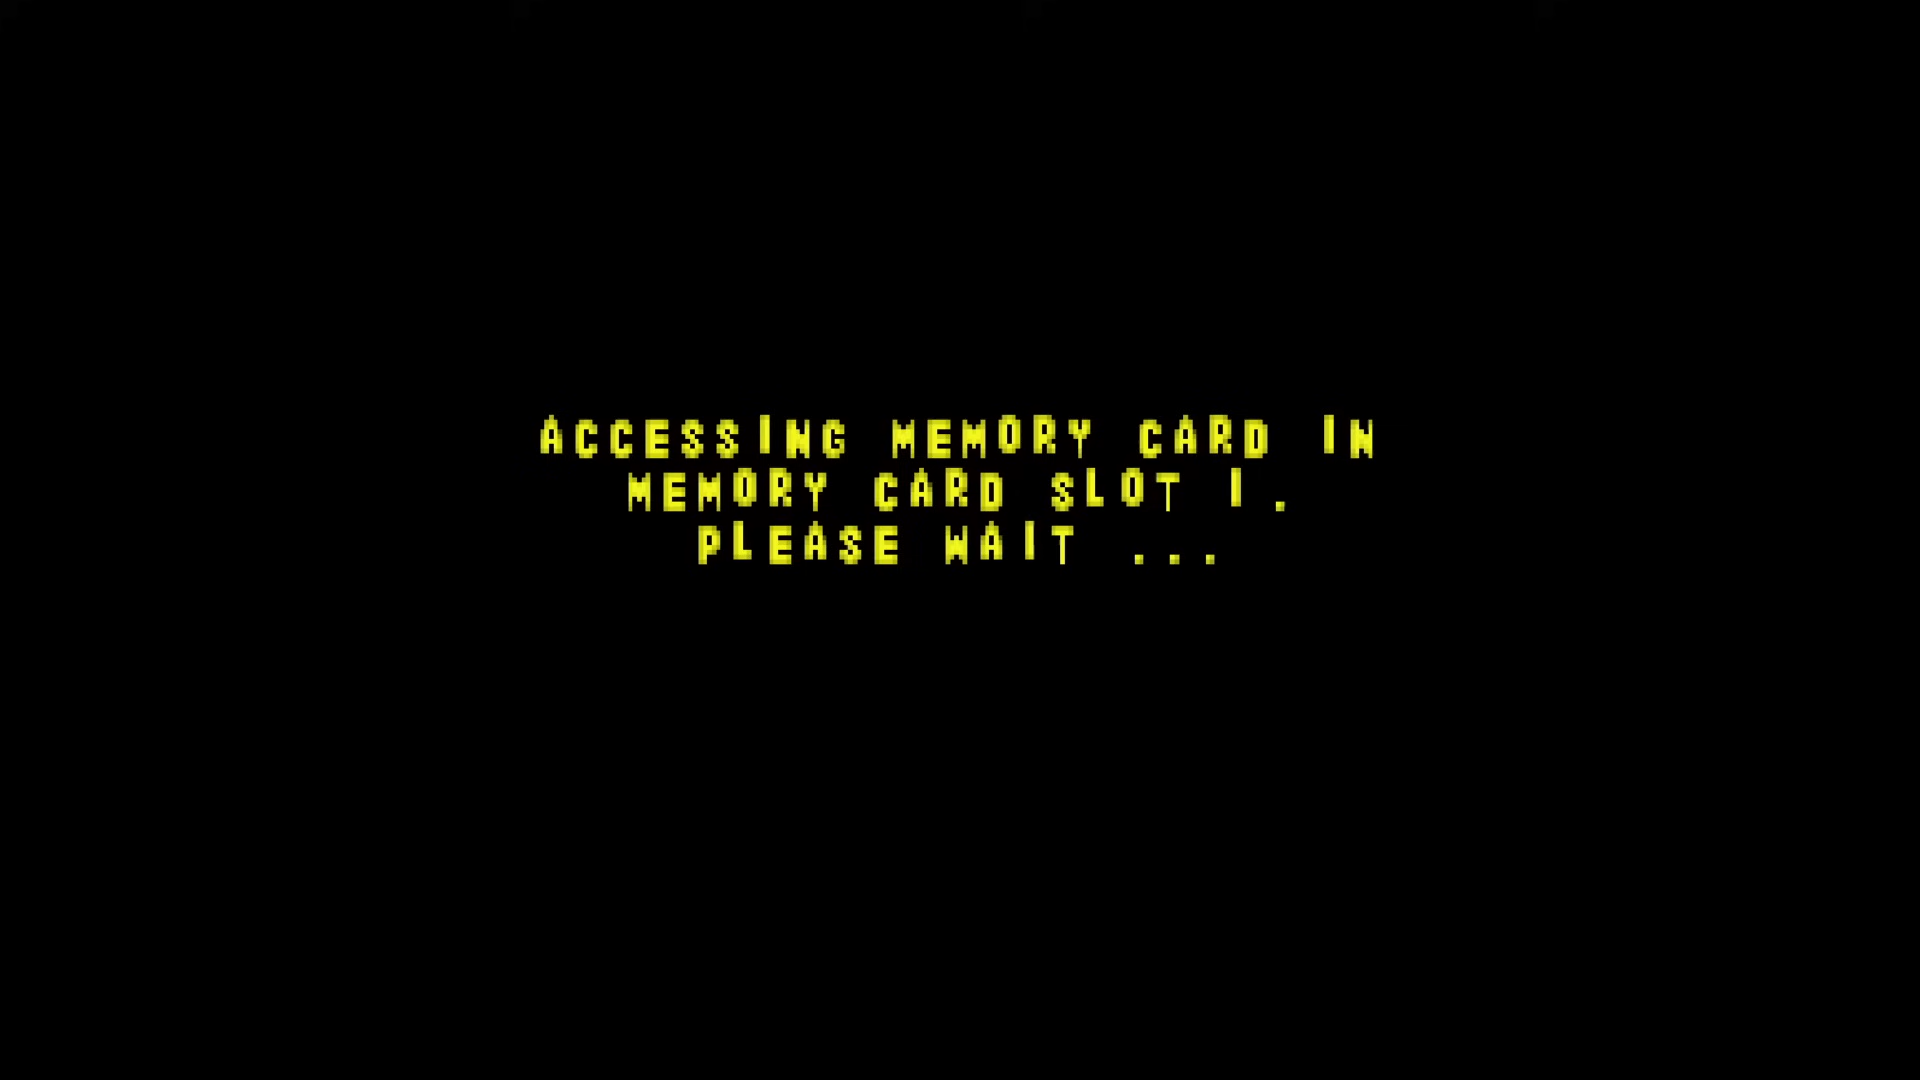 ACCESSING MEMORY CARD IN
MEMORY CARD SLOT 1.
PLEASE WAIT ...